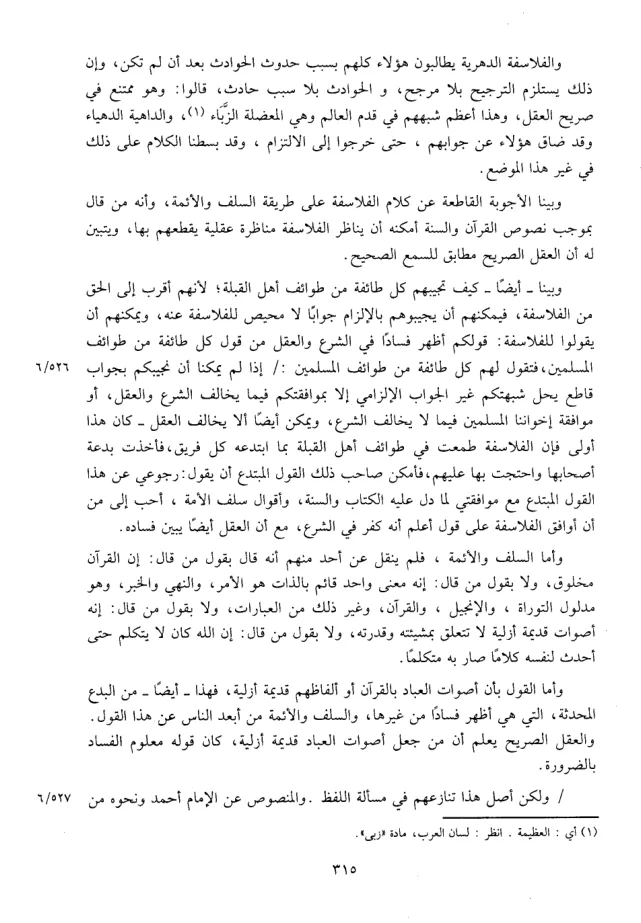 والفلاسفة الدهرية يطالبون هؤلاء كلهم بسبب حدوث الحوادث بعد أن لم تكن، وإن
ذلك يستلزم الترجيح بلا مرجح، و الحوادث بلا سبب حادث، قالوا: وهو ممتنع في
صريح العقل، وهذا أعظم شبههم في قدم العالم وهي المعضلة الزَّبَّاء (١)، والداهية الدهياء
وقد ضاق هؤلاء عن جوابهم ، حتى خرجوا إلى الالتزام ، وقد بسطنا الكلام على ذلك
في غير هذا الموضع.
وبينا الأجوبة القاطعة عن كلام الفلاسفة على طريقة السلف والأئمة، وأنه من قال
بموجب نصوص القرآن والسنة أمكنه أن يناظر الفلاسفة مناظرة عقلية يقطعهم بها، ويتبين
له أن العقل الصريح مطابق للسمع الصحيح.
وبينا ـ أيضًا ـ كيف تجيبهم كل طائفة من طوائف أهل القبلة؛ لأنهم أقرب إلى الحق
من الفلاسفة، فيمكنهم أن يجيبوهم بالإلزام جوابًا لا محيص للفلاسفة عنه، ويمكنهم أن
يقولوا للفلاسفة: قولكم أظهر فسادًا في الشرع والعقل من قول كل طائفة من طوائف
المسلمين،فتقول لهم كل طائفة من طوائف المسلمين :/ إذا لم يمكنا أن نجيبكم بجواب ٦/٥٢٦
قاطع يحل شبهتكم غير الجواب الإلزامي إلا بموافقتكم فيما يخالف الشرع والعقل، أو
موافقة إخواننا المسلمين فيما لا يخالف الشرع، ويمكن أيضًا ألا يخالف العقل ـ كان هذا
أولى فإن الفلاسفة طمعت في طوائف أهل القبلة بما ابتدعه كل فريق،فأخذت بدعة
أصحابها واحتجت بها عليهم،فأمكن صاحب ذلك القول المبتدع أن يقول:رجوعي عن هذا
القول المبتدع مع موافقتي لما دل عليه الكتاب والسنة، وأقوال سلف الأمة ، أحب إلى من
أن أوافق الفلاسفة على قول أعلم أنه كفر في الشرع، مع أن العقل أيضًا يبين فساده.
وأما السلف والأئمة ، فلم ينقل عن أحد منهم أنه قال بقول من قال: إن القرآن
مخلوق، ولا بقول من قال: إنه معنى واحد قائم بالذات هو الأمر، والنهي والخبر، وهو
مدلول التوراة ، والإنجيل ، والقرآن، وغير ذلك من العبارات، ولا بقول من قال: إنه
أصوات قديمة أزلية لا تتعلق بمشيئته وقدرته، ولا بقول من قال: إن الله كان لا يتكلم حتى
أحدث لنفسه كلامًا صار به متكلمًا.
وأما القول بأن أصوات العباد بالقرآن أو ألفاظهم قديمة أزلية، فهذا ـ أيضًا ـ من البدع
المحدثة، التي هي أظهر فسادًا من غيرها، والسلف والأئمة من أبعد الناس عن هذا القول.
والعقل الصريح يعلم أن من جعل أصوات العباد قديمة أزلية، كان قوله معلوم الفساد
بالضرورة.
/ ولكن أصل هذا تنازعهم في مسألة اللفظ .والمنصوص عن الإمام أحمد ونحوه من ٦/٥٢٧
(١) أي : العظيمة . انظر : لسان العرب، مادة «زبى».
٣١٥